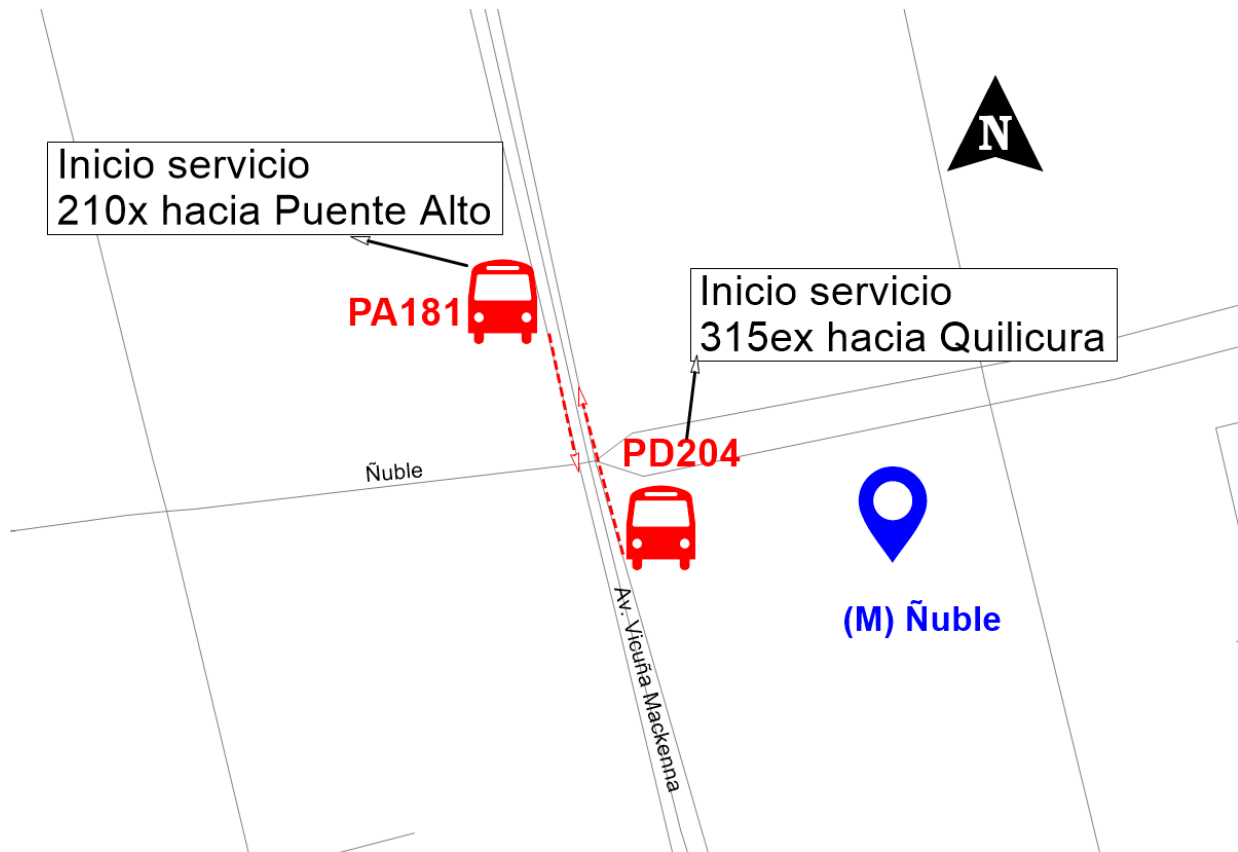 N
Inicio servicio
210x hacia Puente Alto
PA181
Inicio servicio
315ex hacia Quilicura
PD204
Ñuble
Av. Vicuña Mackenna
(M) Ñuble